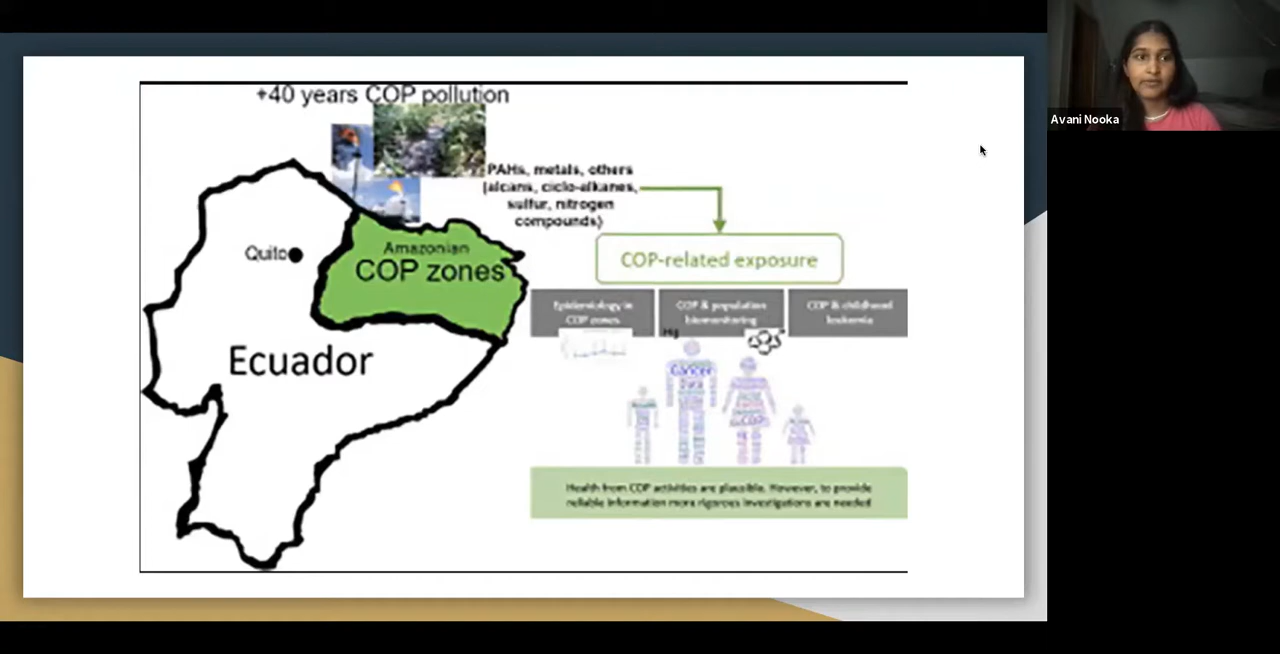 +40 years COP pollution
PAHs, metals, others
(alcans, ciclo-alkanes,
sulfur, nitrogen
compounds)
Quito
Amazonian
COP zones
Ecuador
COP-related exposure
Epidemiology in
COP zones
COP & population
biomonitoring
COP & childhood
leukemia
Hg
Cancer
Health from COP activities are plausible. However, to provide
reliable information more rigorous investigations are needed
Avani Nooka